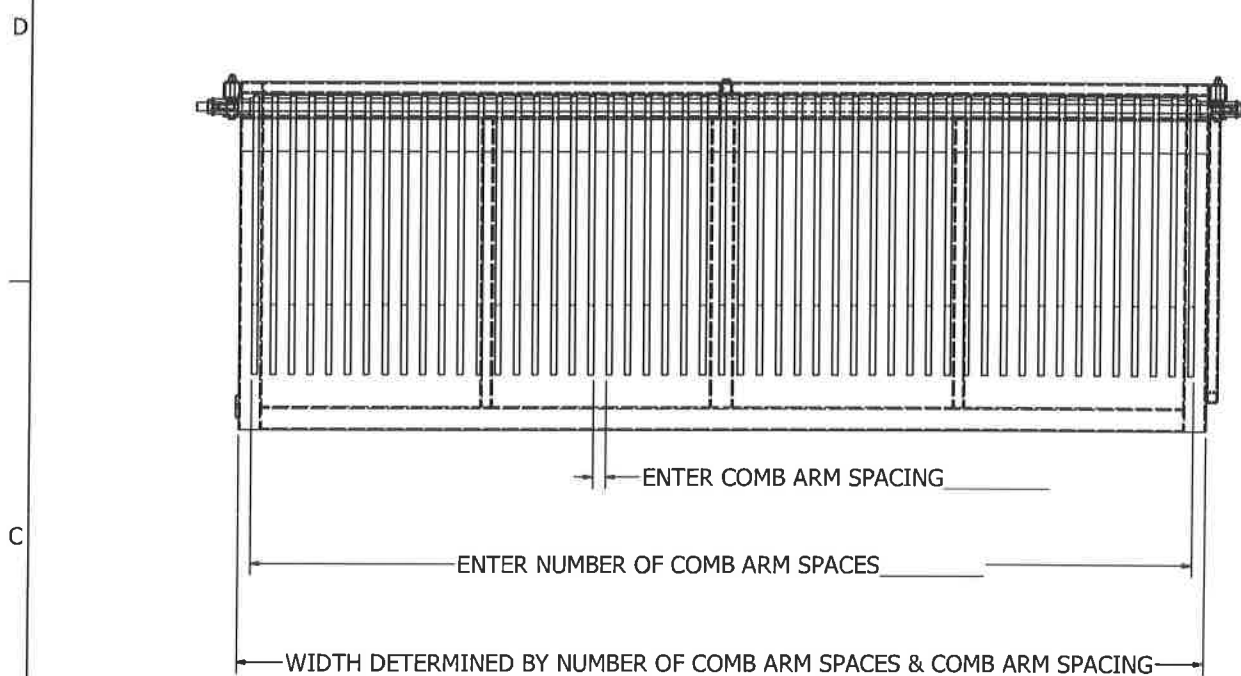 D
ENTER COMB ARM SPACING
C
ENTER NUMBER OF COMB ARM SPACES
WIDTH DETERMINED BY NUMBER OF COMB ARM SPACES & COMB ARM SPACING